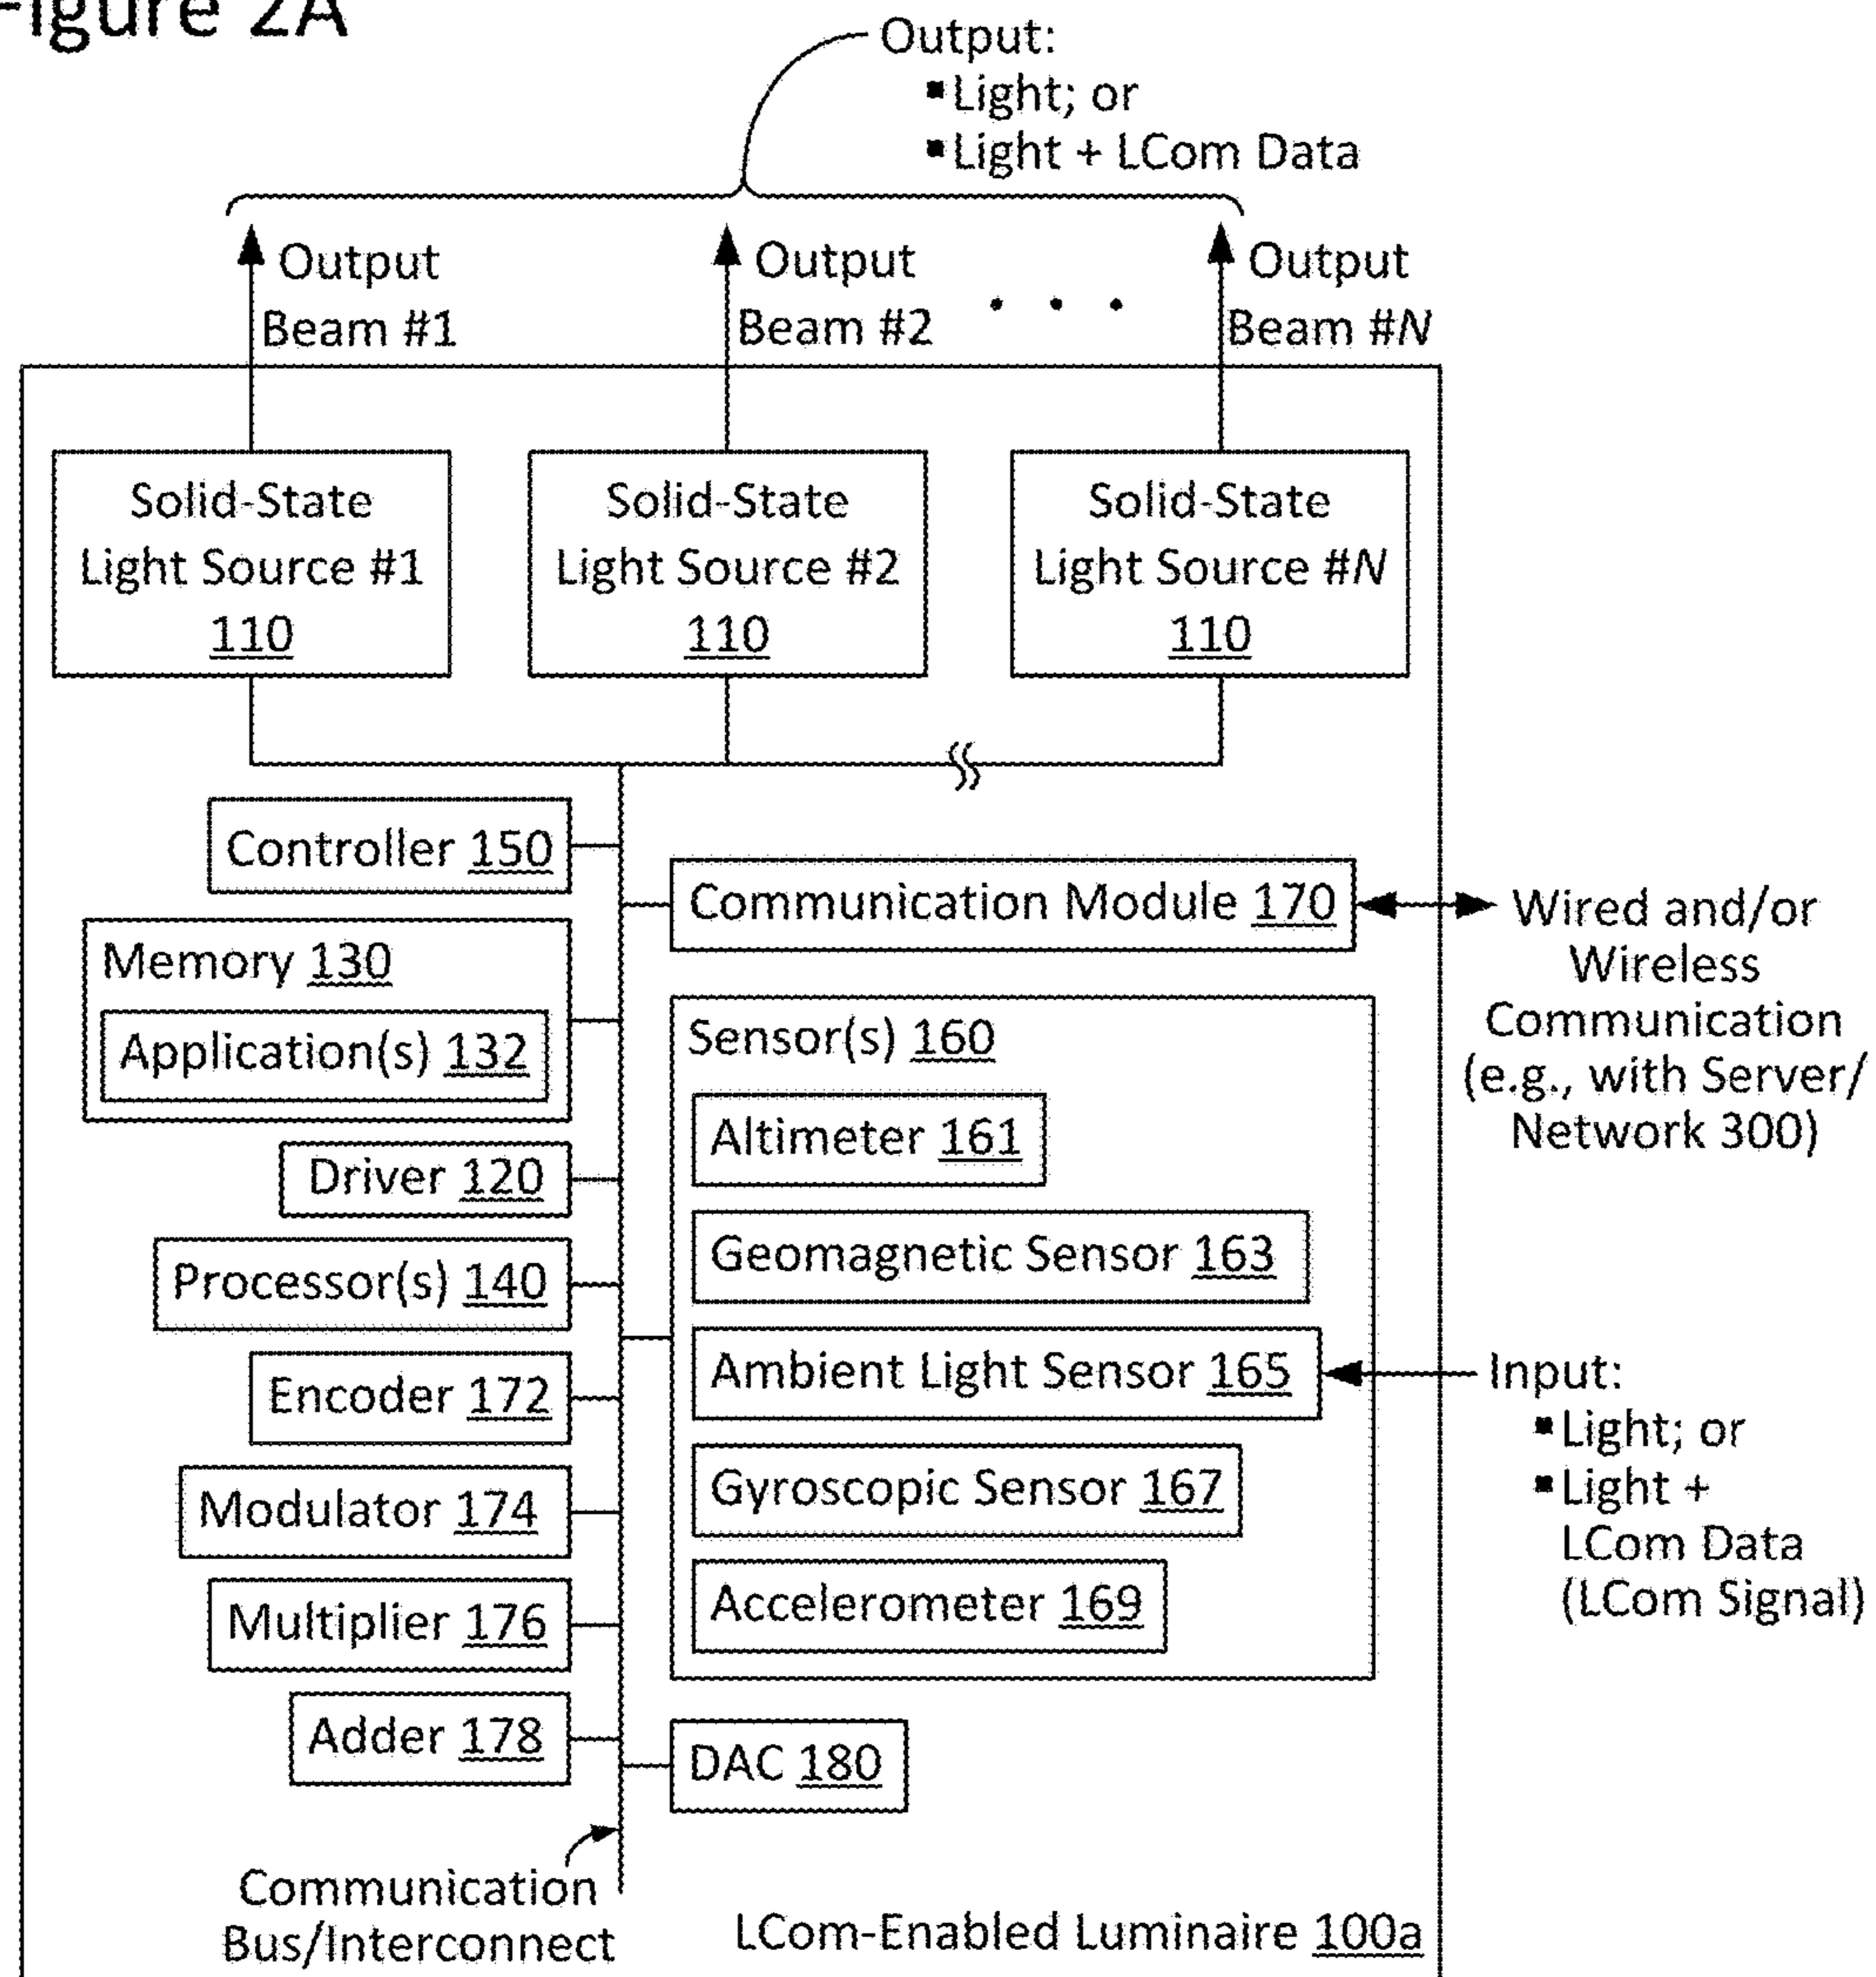 Figure 2A
Output:
▪Light; or
▪Light + LCom Data
Output
Beam #1
Output
Beam #2
. . .
Output
Beam #N
Solid-State
Light Source #1
110
Solid-State
Light Source #2
110
Solid-State
Light Source #N
110
Controller 150
Communication Module 170
Wired and/or
Wireless
Communication
(e.g., with Server/
Network 300)
Memory 130
Application(s) 132
Driver 120
Processor(s) 140
Encoder 172
Modulator 174
Multiplier 176
Adder 178
Sensor(s) 160
Altimeter 161
Geomagnetic Sensor 163
Ambient Light Sensor 165
Gyroscopic Sensor 167
Accelerometer 169
Input:
▪Light; or
▪Light +
LCom Data
(LCom Signal)
DAC 180
Communication
Bus/Interconnect
LCom-Enabled Luminaire 100a